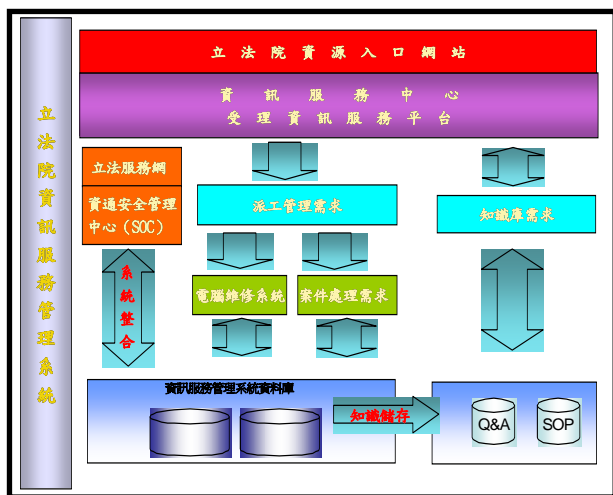 立法院資訊服務管理系統
立法院資源入口網站
資訊服務中心
受理資訊服務平台
立法服務網
資通安全管理
中心(SOC)
派工管理需求
知識庫需求
系統整合
電腦維修系統
案件處理需求
資訊服務管理系統資料庫
知識儲存
Q&A
SOP